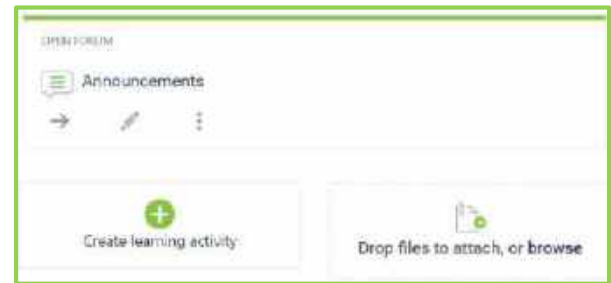 OPEN FORUM
Announcements
Create learning activity
Drop files to attach, or browse